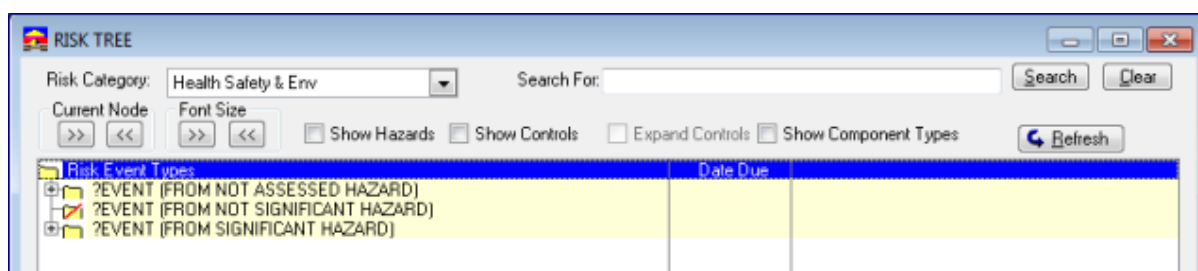 RISK TREE
Risk Category: Health Safety & Env Search For: Search Clear
Current Node Font Size
>> << >> << Show Hazards Show Controls Expand Controls Show Component Types Refresh
Risk Event Types Date Due
?EVENT (FROM NOT ASSESSED HAZARD)
?EVENT (FROM NOT SIGNIFICANT HAZARD)
?EVENT (FROM SIGNIFICANT HAZARD)